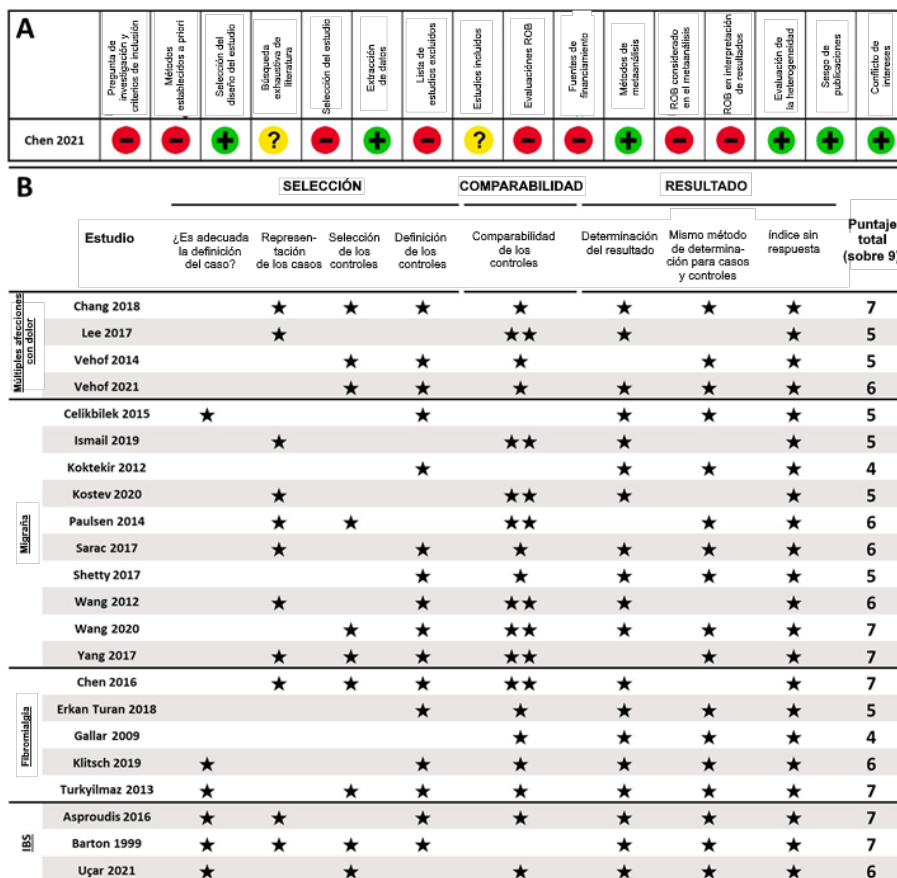 A
Pregunta de
investigación y
criterios de inclusión
Métodos
establecidos a priori
Selección del
diseño del estudio
Búsqueda
exhaustiva de
literatura
Selección del estudio
Extracción
de datos
Lista de
estudios excluidos
Estudios incluidos
Evaluaciónes ROB
Fuentes de
financiamiento
Métodos de
metaanálisis
ROB considerado
en el metaanálisis
ROB en interpretación
de resultados
Evaluación de
la heterogeneidad
Sesgo de
publicaciones
Conflicto de
intereses
Chen 2021 − − + ? − + − ? − − + − − + + +
B
SELECCIÓN COMPARABILIDAD RESULTADO
Estudio
¿Es adecuada
la definición
del caso?
Represen-
tación
de los casos
Selección
de los
controles
Definición
de los
controles
Comparabilidad
de los
controles
Determinación
del resultado
Mismo método
de determina-
ción para casos
y controles
índice sin
respuesta
Puntaje
total
(sobre 9)
Múltiples afecciones
con dolor
Chang 2018 ★ ★ ★ ★ ★ ★ ★ 7
Lee 2017 ★ ★★ ★ ★ 5
Vehof 2014 ★ ★ ★ ★ ★ 5
Vehof 2021 ★ ★ ★ ★ ★ ★ 6
Migraña
Celikbilek 2015 ★ ★ ★ ★ ★ 5
Ismail 2019 ★ ★★ ★ ★ 5
Koktekir 2012 ★ ★ ★ ★ 4
Kostev 2020 ★ ★★ ★ ★ 5
Paulsen 2014 ★ ★ ★★ ★ ★ 6
Sarac 2017 ★ ★ ★ ★ ★ ★ 6
Shetty 2017 ★ ★ ★ ★ ★ 5
Wang 2012 ★ ★ ★★ ★ ★ 6
Wang 2020 ★ ★ ★★ ★ ★ ★ 7
Yang 2017 ★ ★ ★ ★★ ★ ★ 7
Fibromialgia
Chen 2016 ★ ★ ★ ★★ ★ ★ 7
Erkan Turan 2018 ★ ★ ★ ★ ★ 5
Gallar 2009 ★ ★ ★ ★ 4
Klitsch 2019 ★ ★ ★ ★ ★ ★ 6
Turkyilmaz 2013 ★ ★ ★ ★ ★ ★ ★ 7
IBS
Asproudis 2016 ★ ★ ★ ★ ★ ★ ★ 7
Barton 1999 ★ ★ ★ ★ ★ ★ ★ 7
Uçar 2021 ★ ★ ★ ★ ★ ★ 6